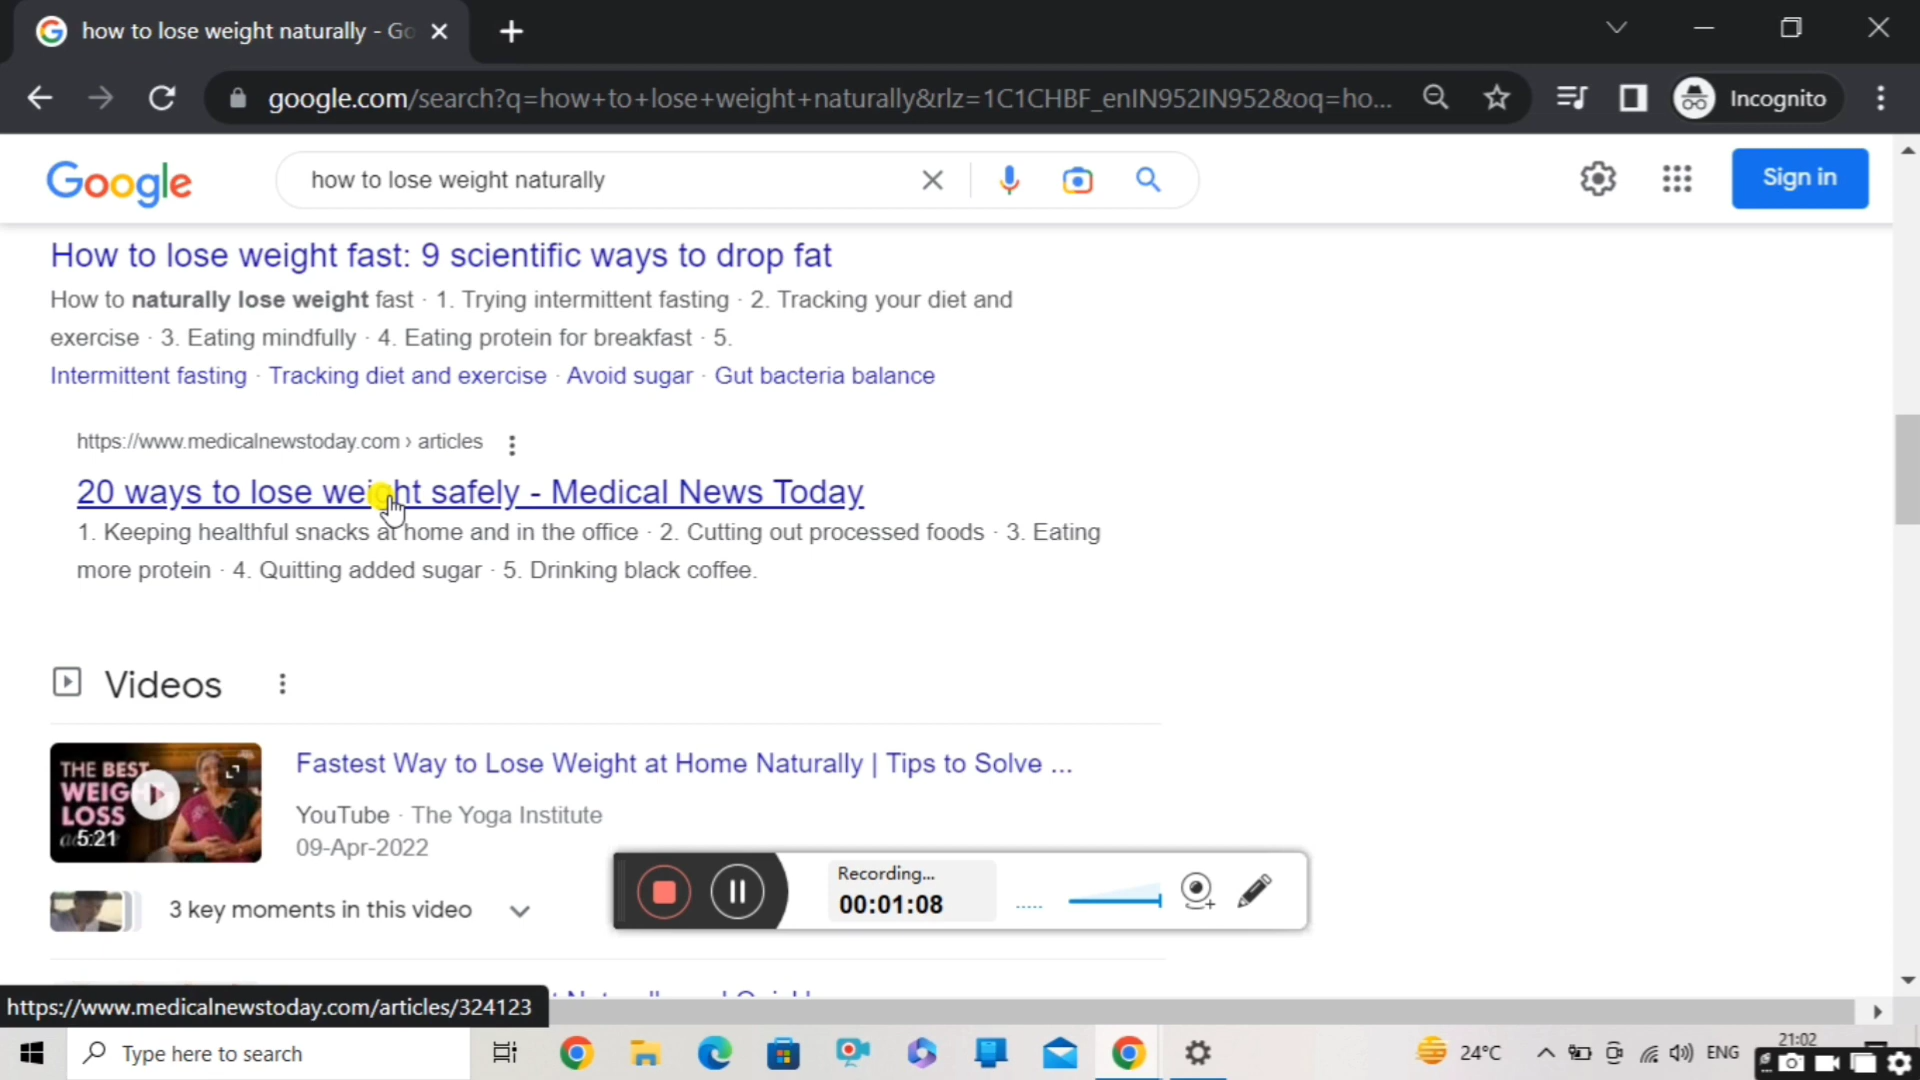 how to lose weight naturally - Go
google.com/search?q=how+to+lose+weight+naturally&rlz=1C1CHBF_enIN952IN952&oq=ho...
Incognito
Google
how to lose weight naturally
Sign in
How to lose weight fast: 9 scientific ways to drop fat
How to naturally lose weight fast · 1. Trying intermittent fasting · 2. Tracking your diet and
exercise · 3. Eating mindfully · 4. Eating protein for breakfast · 5.
Intermittent fasting · Tracking diet and exercise · Avoid sugar · Gut bacteria balance
https://www.medicalnewstoday.com › articles
20 ways to lose weight safely - Medical News Today
1. Keeping healthful snacks at home and in the office · 2. Cutting out processed foods · 3. Eating
more protein · 4. Quitting added sugar · 5. Drinking black coffee.
Videos
THE BEST
WEIG
LOSS
5:21
Fastest Way to Lose Weight at Home Naturally | Tips to Solve ...
YouTube · The Yoga Institute
09-Apr-2022
3 key moments in this video
Recording...
00:01:08
https://www.medicalnewstoday.com/articles/324123
Type here to search
24°C
ENG
21:02